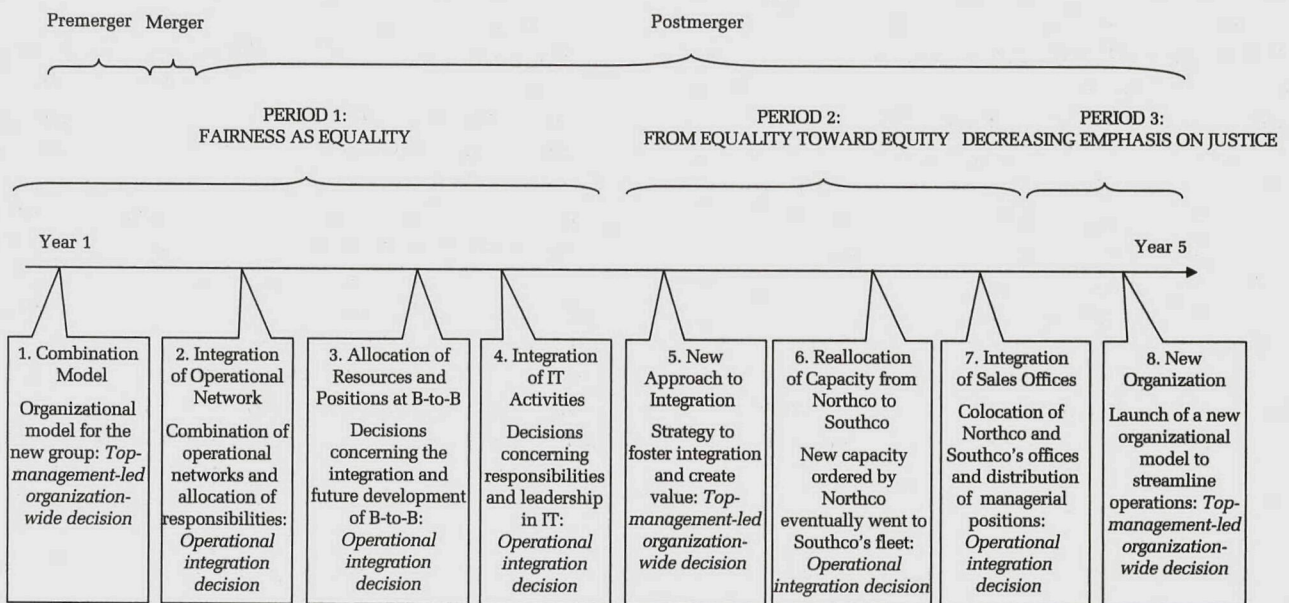 Premerger Merger
Postmerger
PERIOD 1:
FAIRNESS AS EQUALITY
PERIOD 2:
FROM EQUALITY TOWARD EQUITY
PERIOD 3:
DECREASING EMPHASIS ON JUSTICE
Year 1
Year 5
1. Combination
Model
Organizational
model for the
new group: Top-
management-led
organization-
wide decision
2. Integration
of Operational
Network
Combination of
operational
networks and
allocation of
responsibilities:
Operational
integration
decision
3. Allocation of
Resources and
Positions at B-to-B
Decisions
concerning the
integration and
future development
of B-to-B:
Operational
integration
decision
4. Integration
of IT
Activities
Decisions
concerning
responsibilities
and leadership
in IT:
Operational
integration
decision
5. New
Approach to
Integration
Strategy to
foster integration
and create
value: Top-
management-led
organization-
wide decision
6. Reallocation
of Capacity from
Northco to
Southco
New capacity
ordered by
Northco
eventually went to
Southco's fleet:
Operational
integration decision
7. Integration
of Sales Offices
Colocation of
Northco and
Southco's offices
and distribution
of managerial
positions:
Operational
integration
decision
8. New
Organization
Launch of a new
organizational
model to
streamline
operations: Top-
management-led
organization-
wide decision